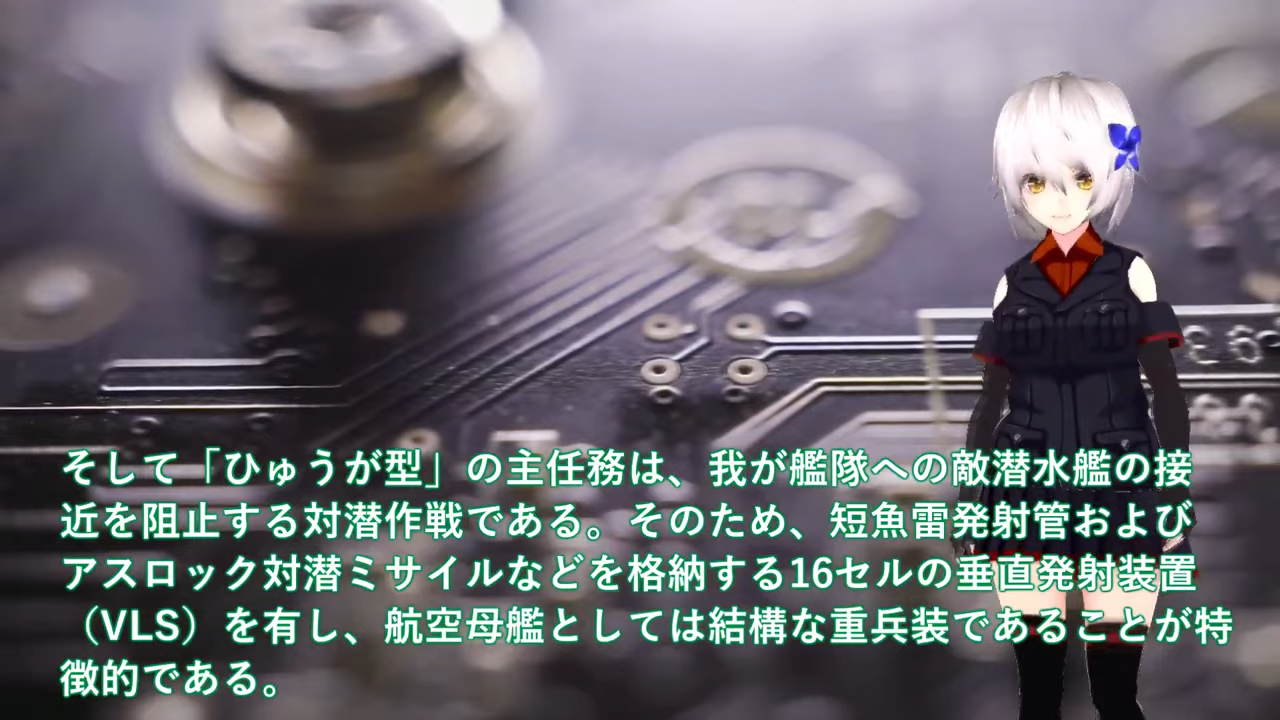 そして「ひゅうが型」の主任務は、我が艦隊への敵潜水艦の接
近を阻止する対潜作戦である。そのため、短魚雷発射管および
アスロック対潜ミサイルなどを格納する16セルの垂直発射装置
（VLS）を有し、航空母艦としては結構な重兵装であることが特
徴的である。